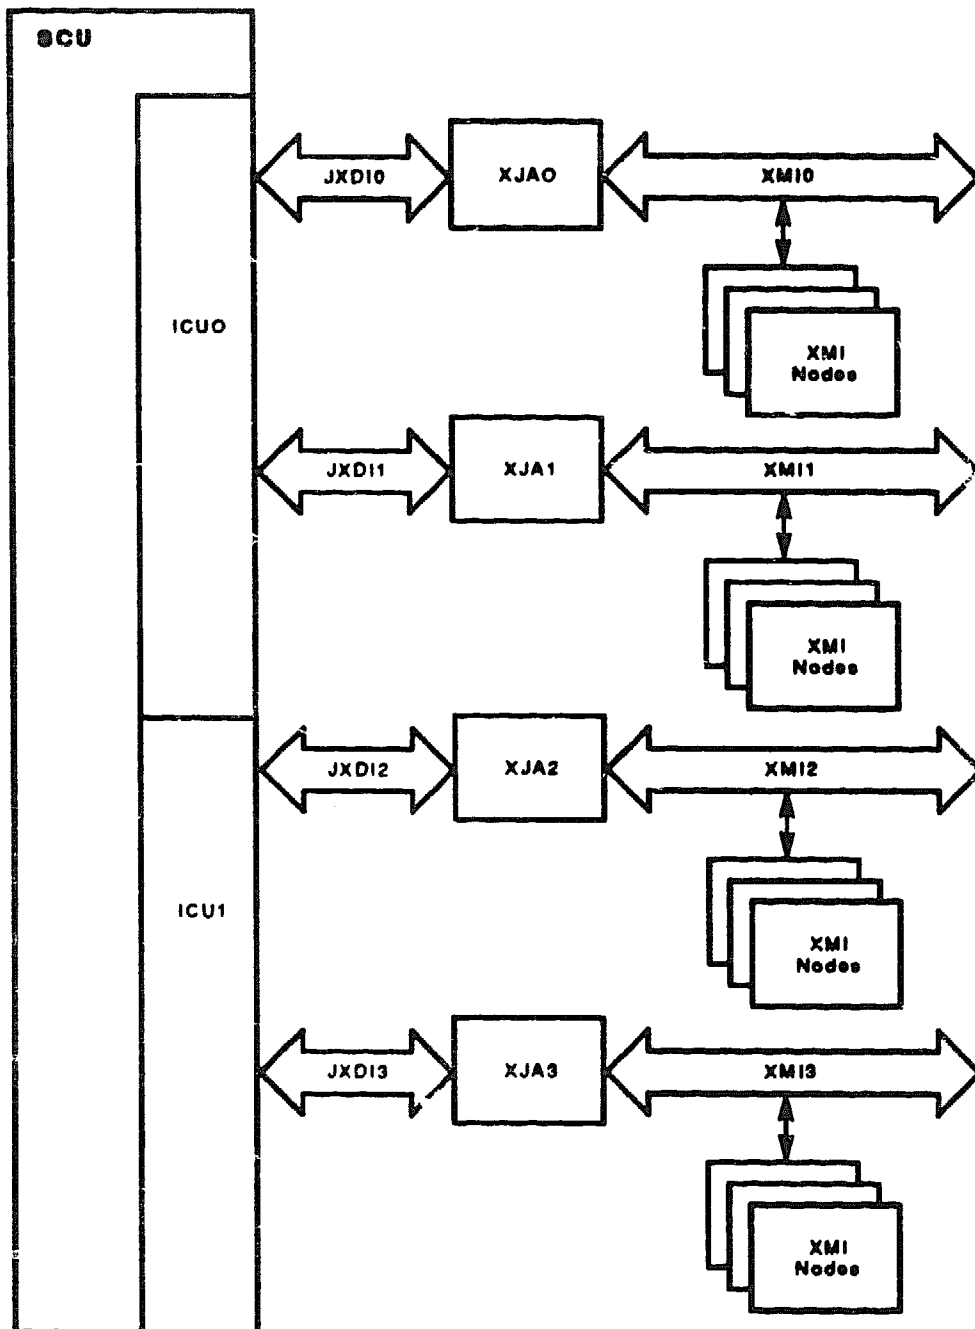 SCU
JXDI0
XJA0
XMI0
XMI
Nodes
ICU0
JXDI1
XJA1
XMI1
XMI
Nodes
JXDI2
XJA2
XMI2
ICU1
XMI
Nodes
JXDI3
XJA3
XMI3
XMI
Nodes